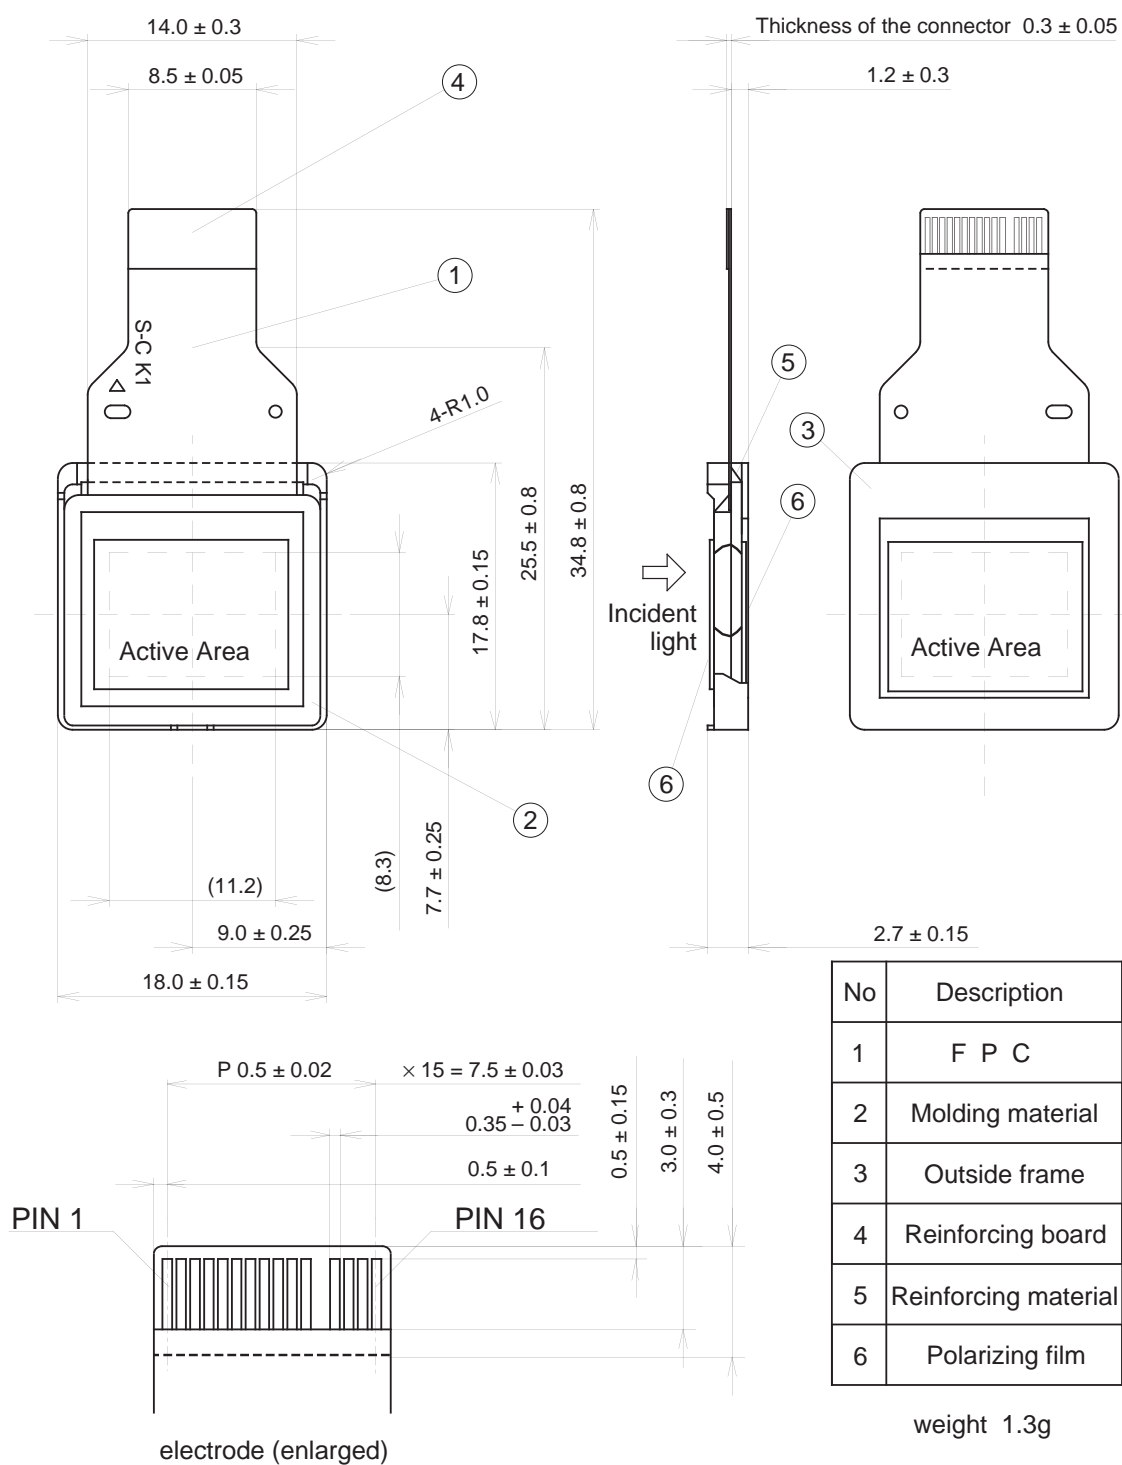 14.0 ± 0.3
Thickness of the connector 0.3 ± 0.05
8.5 ± 0.05
1.2 ± 0.3
4
1
S-C K1
5
4-R1.0
3
6
25.5 ± 0.8
34.8 ± 0.8
17.8 ± 0.15
Incident
light
Active Area
Active Area
6
2
(8.3)
7.7 ± 0.25
(11.2)
9.0 ± 0.25
2.7 ± 0.15
18.0 ± 0.15
No Description
1 F P C
2 Molding material
3 Outside frame
4 Reinforcing board
5 Reinforcing material
6 Polarizing film
weight 1.3g
P 0.5 ± 0.02 × 15 = 7.5 ± 0.03
+ 0.04
0.35 – 0.03
0.5 ± 0.1
0.5 ± 0.15
3.0 ± 0.3
4.0 ± 0.5
PIN 1
PIN 16
electrode (enlarged)